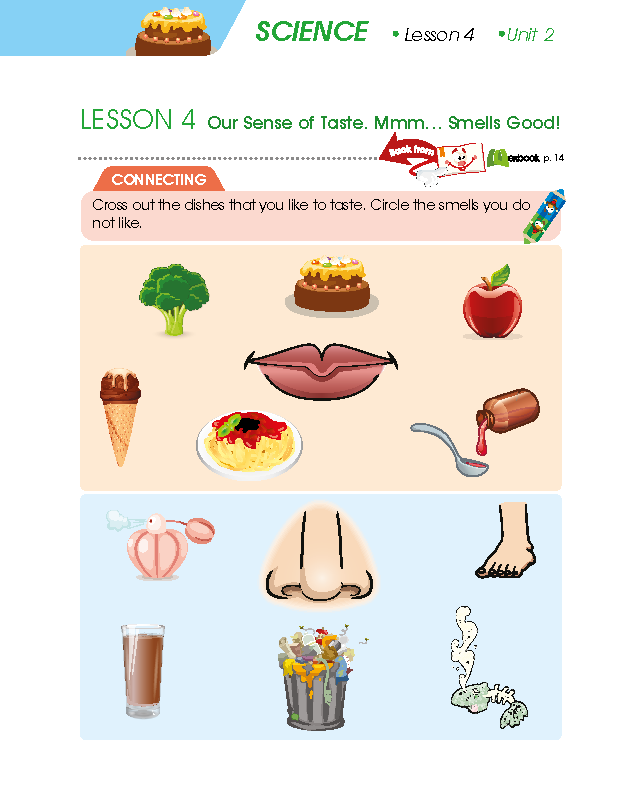 SCIENCE • Lesson 4 •Unit 2
LESSON 4 Our Sense of Taste. Mmm... Smells Good!
Back from p. 14
CONNECTING
Cross out the dishes that you like to taste. Circle the smells you do
not like.